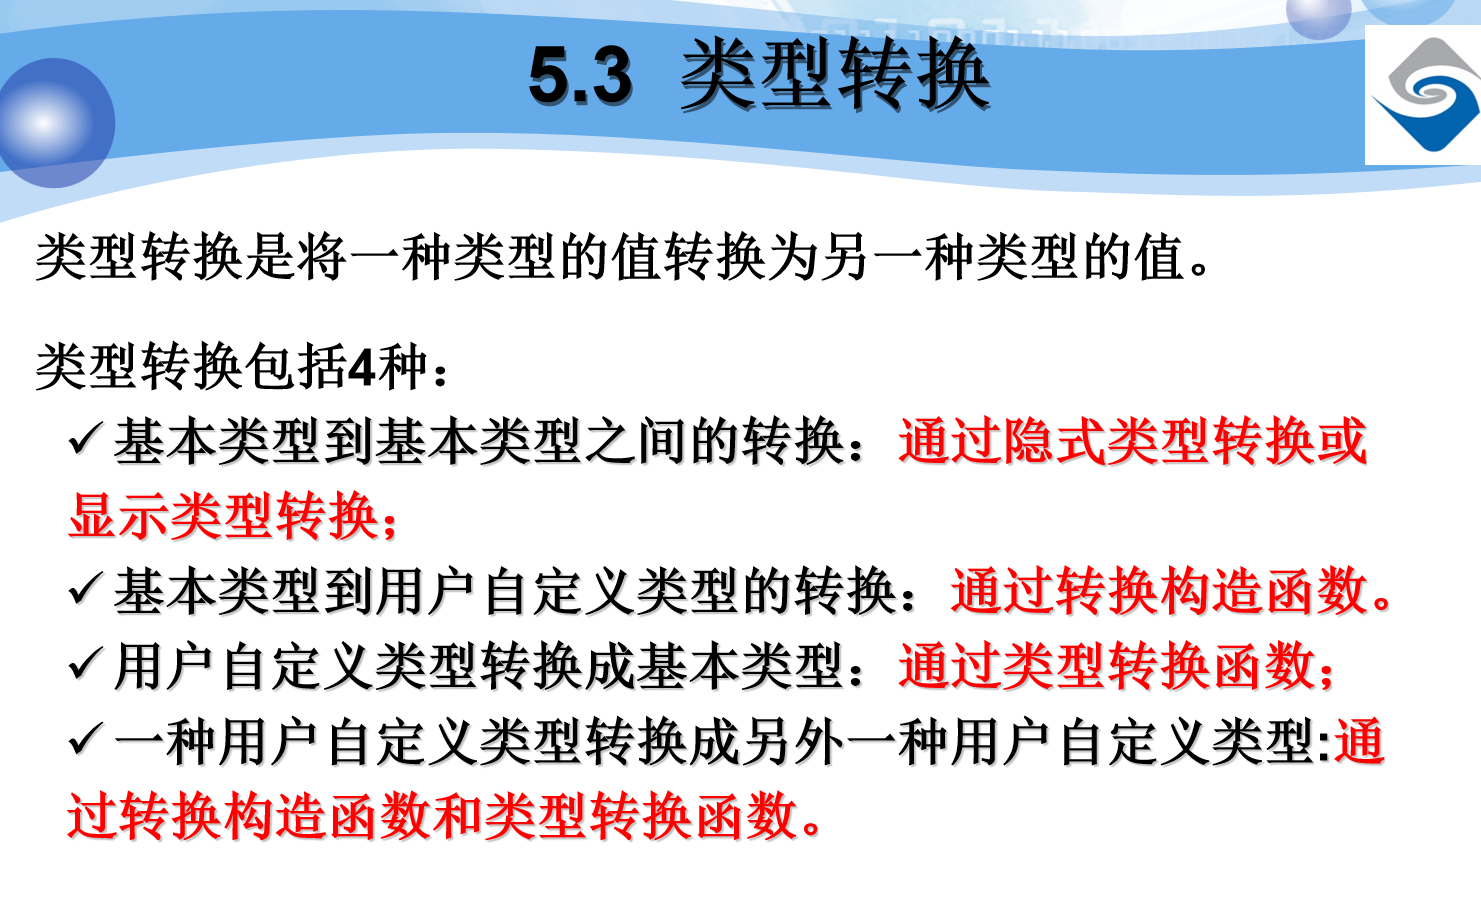 5.3 类型转换
类型转换是将一种类型的值转换为另一种类型的值。
类型转换包括4种：
✓基本类型到基本类型之间的转换：通过隐式类型转换或
显示类型转换；
✓基本类型到用户自定义类型的转换：通过转换构造函数。
✓用户自定义类型转换成基本类型：通过类型转换函数；
✓一种用户自定义类型转换成另外一种用户自定义类型:通
过转换构造函数和类型转换函数。